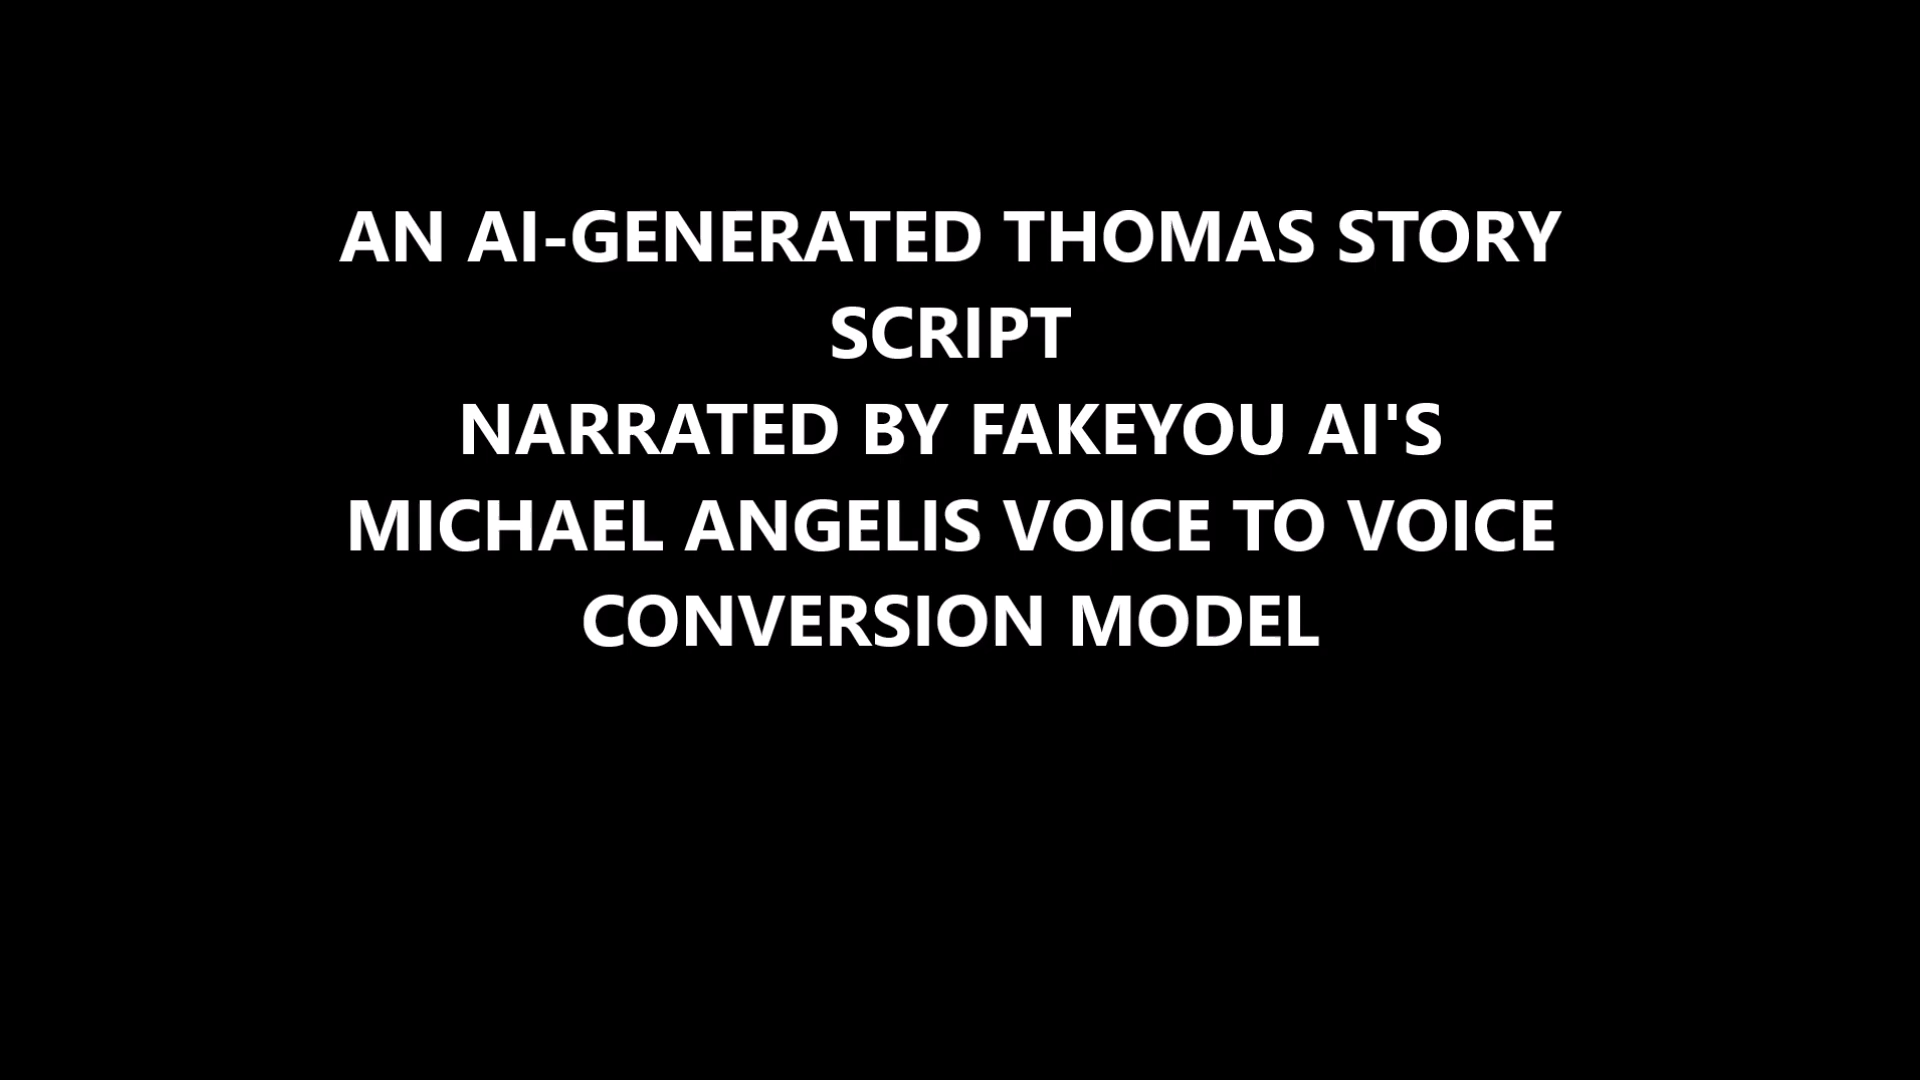 AN AI-GENERATED THOMAS STORY
SCRIPT
NARRATED BY FAKEYOU AI'S
MICHAEL ANGELIS VOICE TO VOICE
CONVERSION MODEL